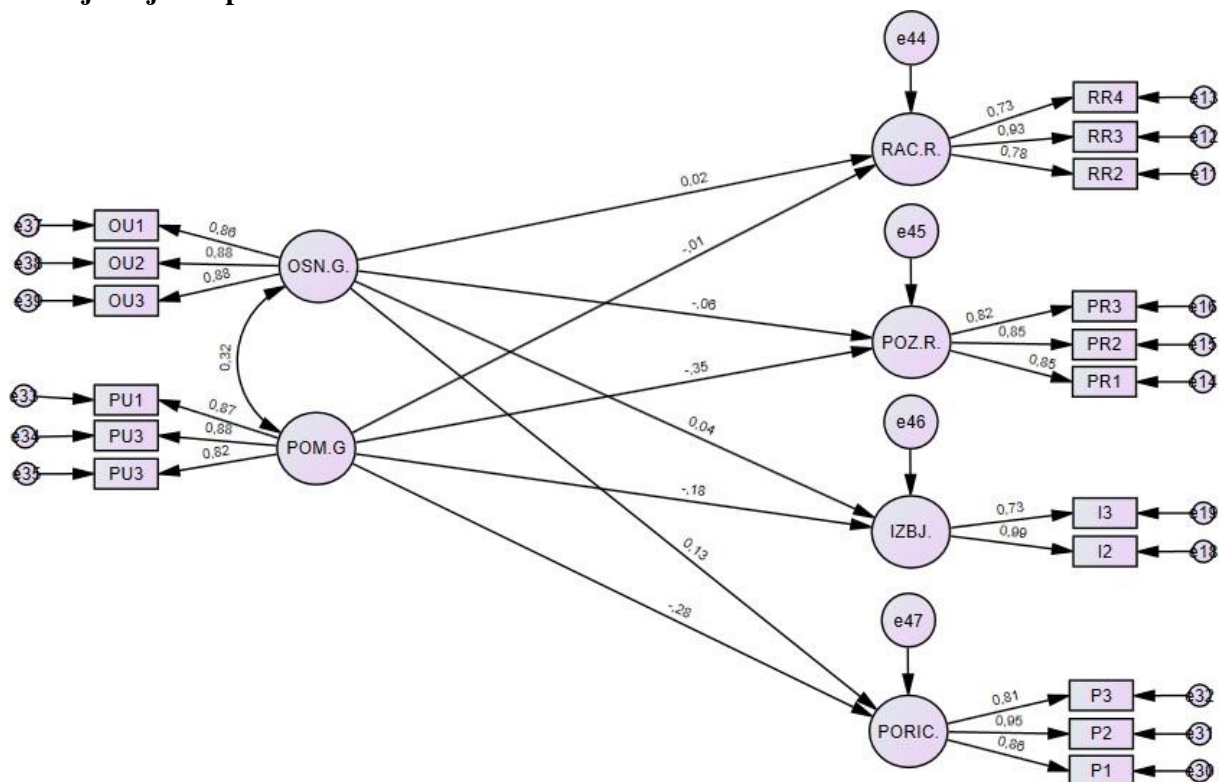 e44
RAC.R.
0,73 RR4 e13
0,93 RR3 e12
0,78 RR2 e11
e37 OU1 0,86
e38 OU2 0,88
e39 OU3 0,88
OSN.G.
0,02
-,01
-,06
-,35
0,04
-,18
0,13
-,28
0,32
e33 PU1 0,87
e34 PU3 0,88
e35 PU3 0,82
POM.G
e45
POZ.R.
0,82 PR3 e16
0,85 PR2 e15
0,85 PR1 e14
e46
IZBJ.
0,73 I3 e19
0,99 I2 e18
e47
PORIC.
0,81 P3 e32
0,95 P2 e31
0,86 P1 e30